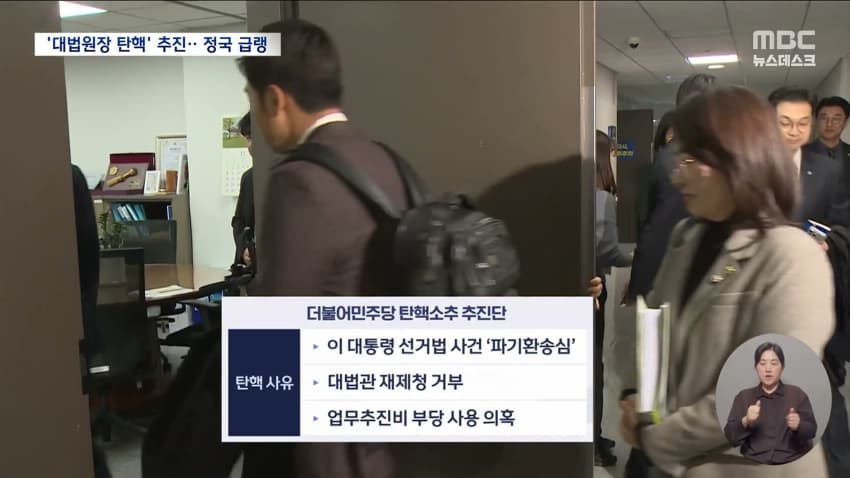 '대법원장 탄핵' 추진‥ 정국 급랭
MBC
뉴스데스크
더불어민주당 탄핵소추 추진단
탄핵 사유
▸ 이 대통령 선거법 사건 '파기환송심'
▸ 대법관 재제청 거부
▸ 업무추진비 부당 사용 의혹